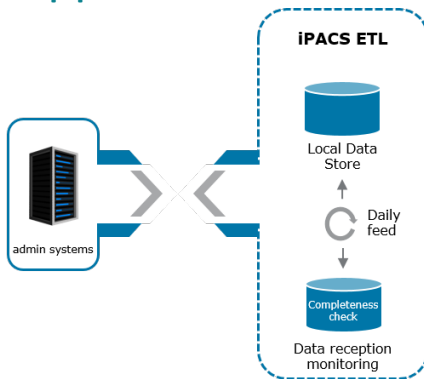 iPACS ETL
Local Data
Store
admin systems
Daily
feed
Completeness
check
Data reception
monitoring